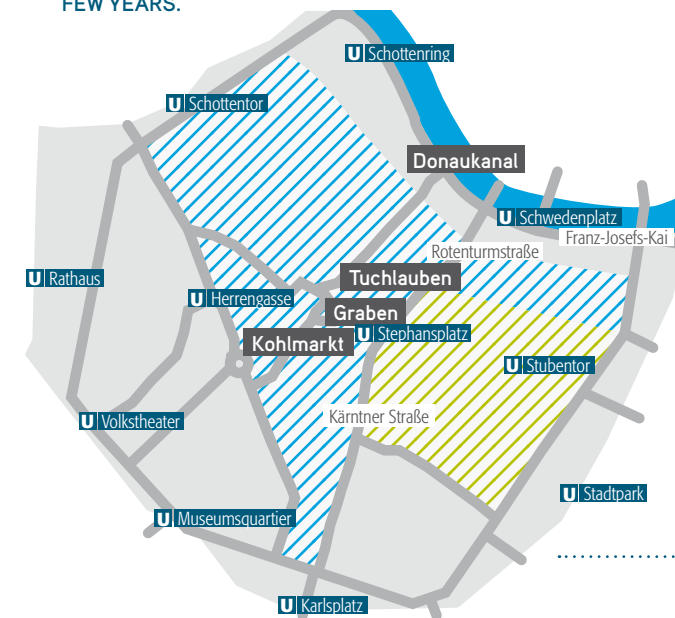 FEW YEARS.
U Schottenring
U Schottentor
Donaukanal
U Schwedenplatz
Franz-Josefs-Kai
Rotenturmstraße
U Rathaus
Tuchlauben
U Herrengasse
Graben
U Stephansplatz
Kohlmarkt
U Stubentor
Kärntner Straße
U Volkstheater
U Stadtpark
U Museumsquartier
U Karlsplatz